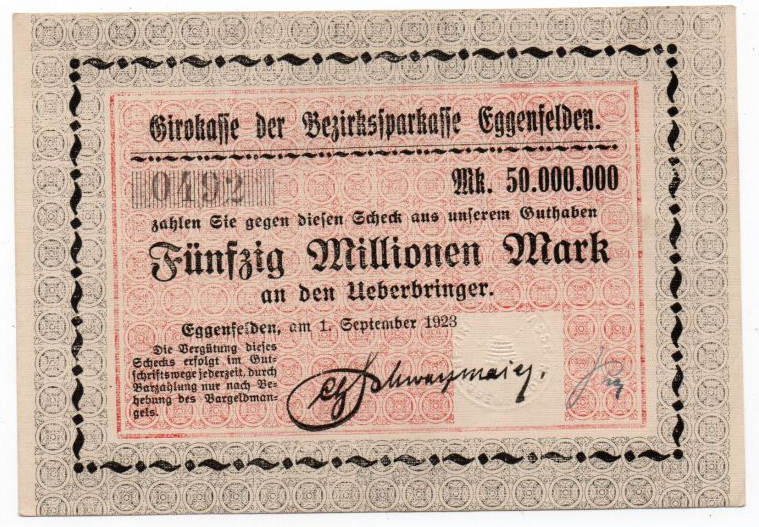 Girokasse der Bezirkssparkasse Eggenfelden.
0492
Mk. 50.000.000
zahlen Sie gegen diesen Scheck aus unserem Guthaben
Fünfzig Millionen Mark
an den Ueberbringer.
Eggenfelden, am 1. September 1923
Die Vergütung dieses
Schecks erfolgt im Gut-
schriftswege jederzeit, durch
Barzahlung nur nach Be-
hebung des Bargeldman-
gels.
Schwarzmaier.